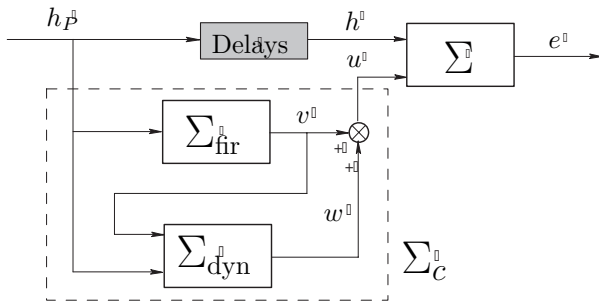 h_P
Delays
h
u
Σ
e
Σ_fir
v
+
+
w
Σ_dyn
Σ_c